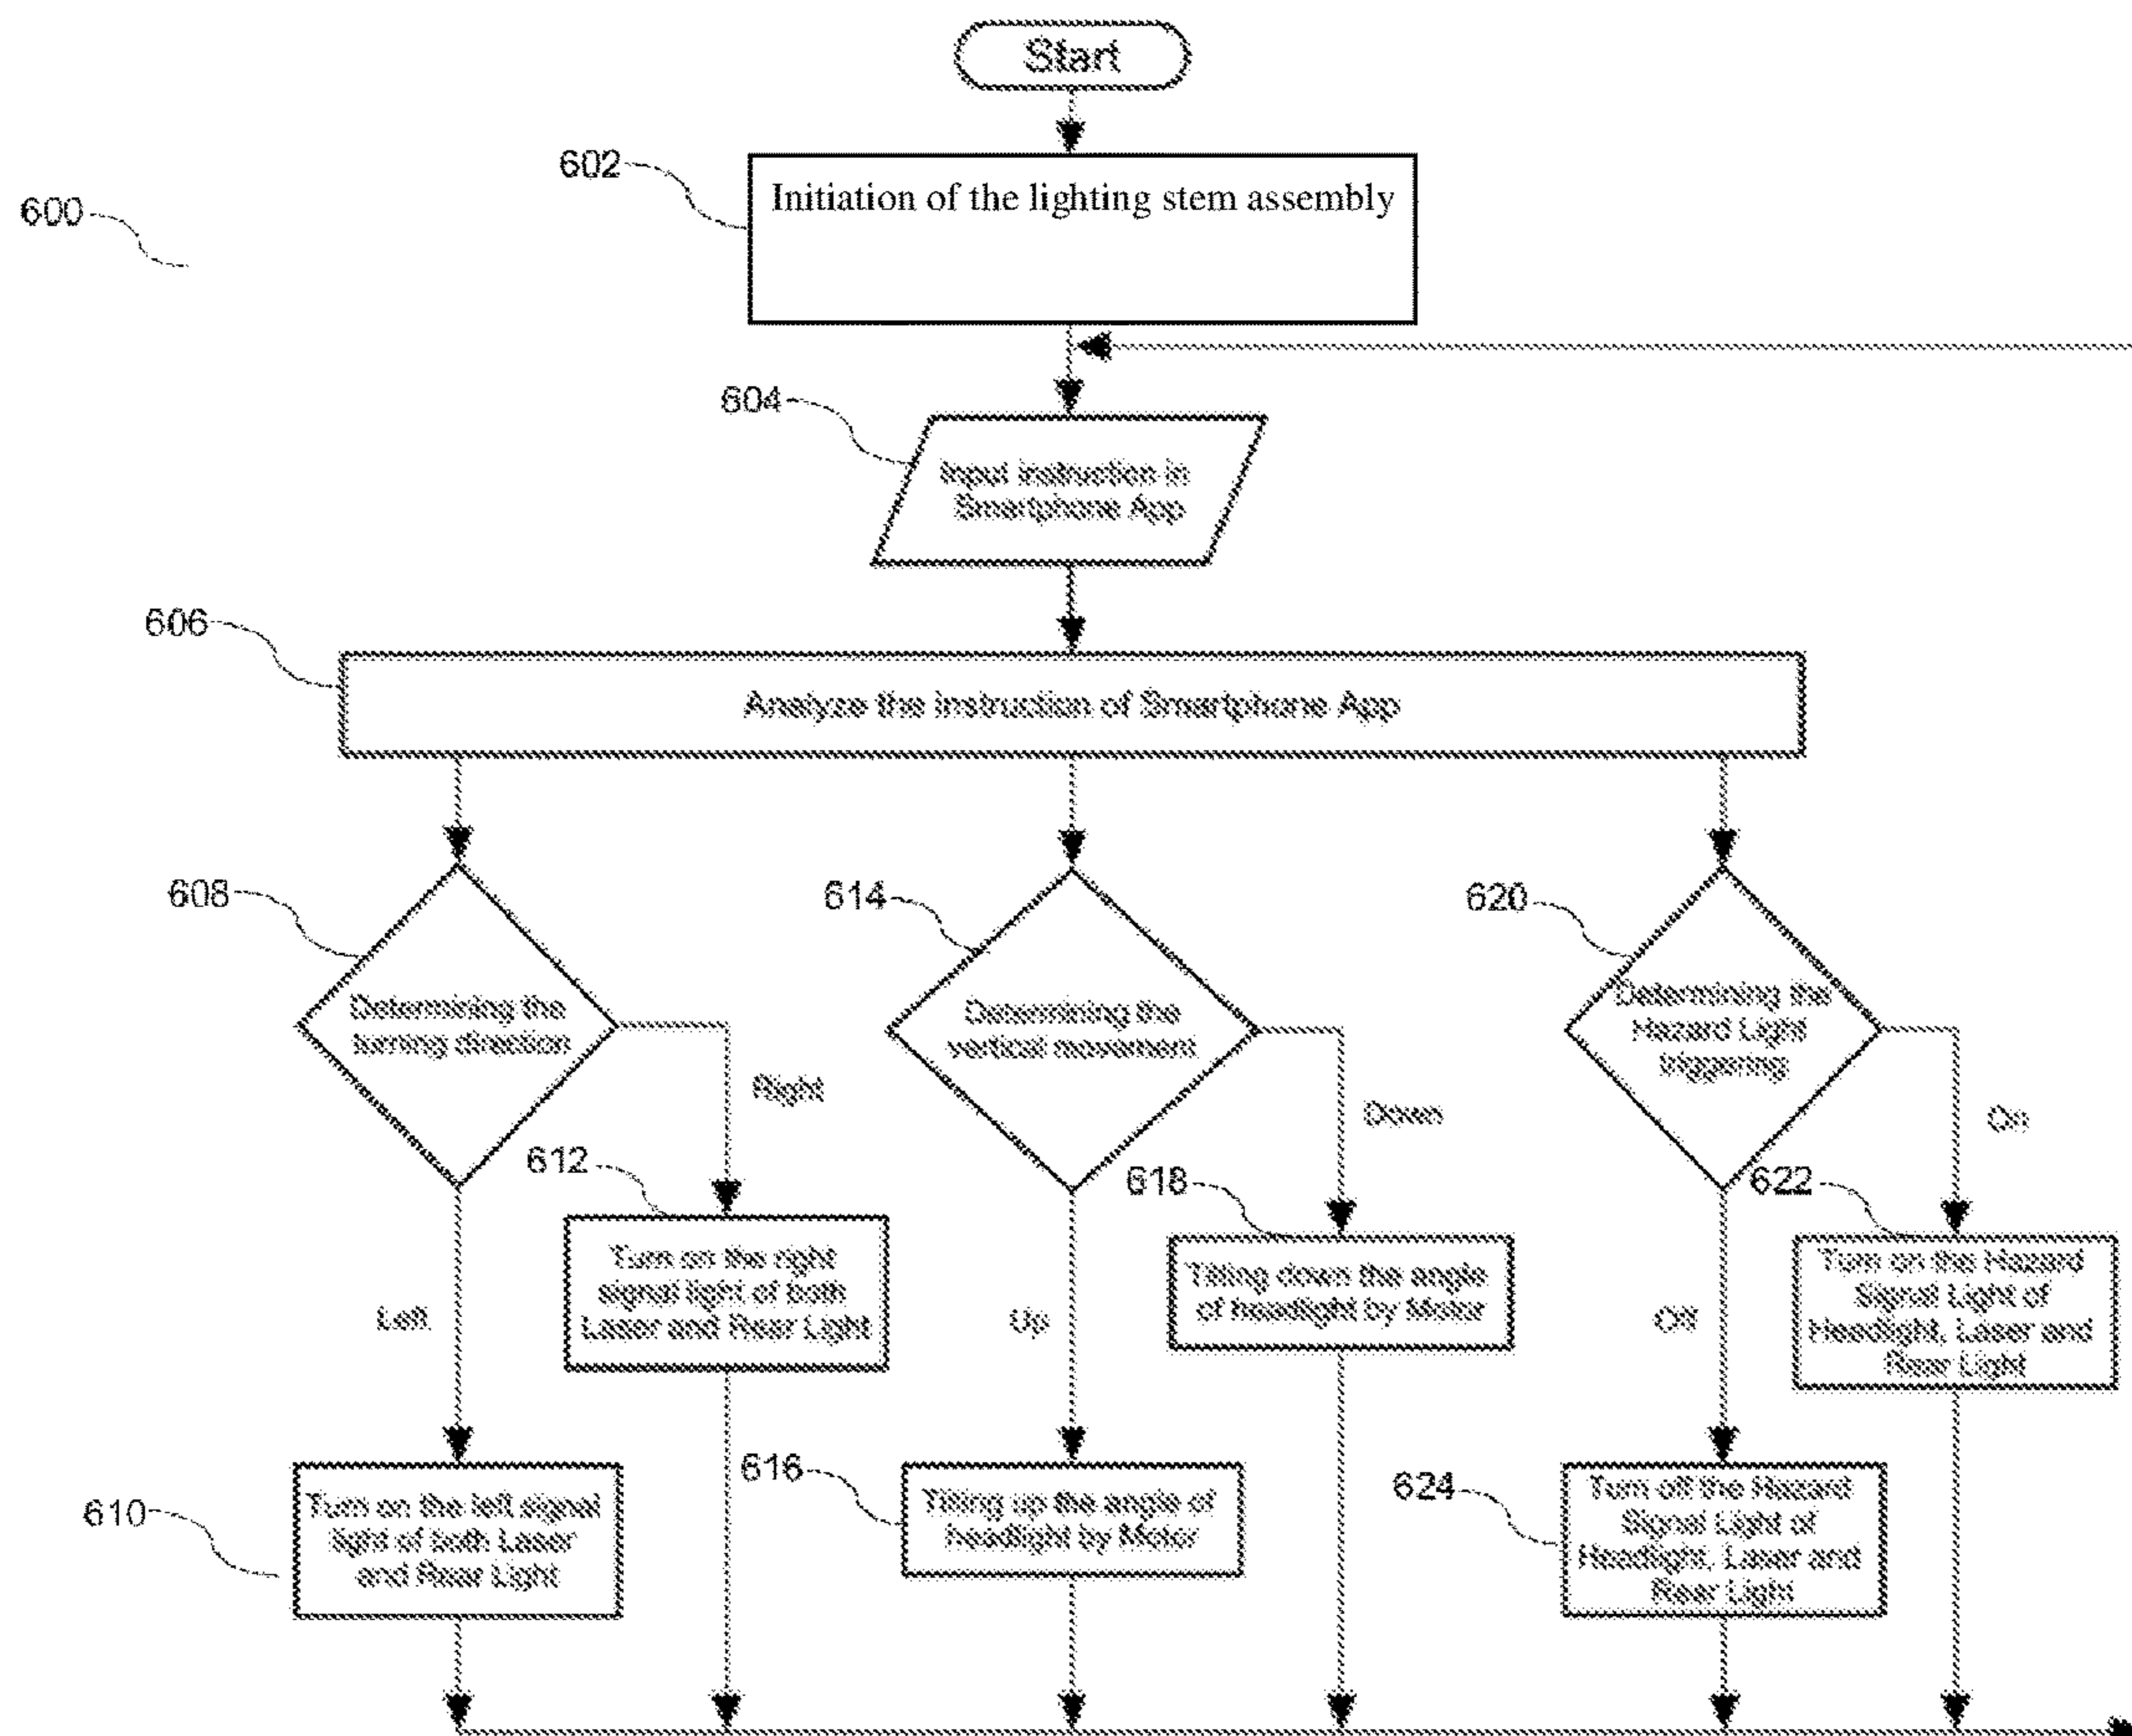 Start
602
Initiation of the lighting stem assembly
600
604
Input instruction in
Smartphone App
606
Analyze the instruction of Smartphone App
608
Determining the
turning direction
614
Determining the
vertical movement
620
Determining the
Hazard Light
triggering
Right
Down
On
612
Turn on the right
signal light of both
Laser and Rear Light
618
Tilting down the angle
of headlight by Motor
622
Turn on the Hazard
Signal Light of
Headlight, Laser and
Rear Light
Left
Up
Off
610
Turn on the left signal
light of both Laser
and Rear Light
616
Tilting up the angle of
headlight by Motor
624
Turn off the Hazard
Signal Light of
Headlight, Laser and
Rear Light